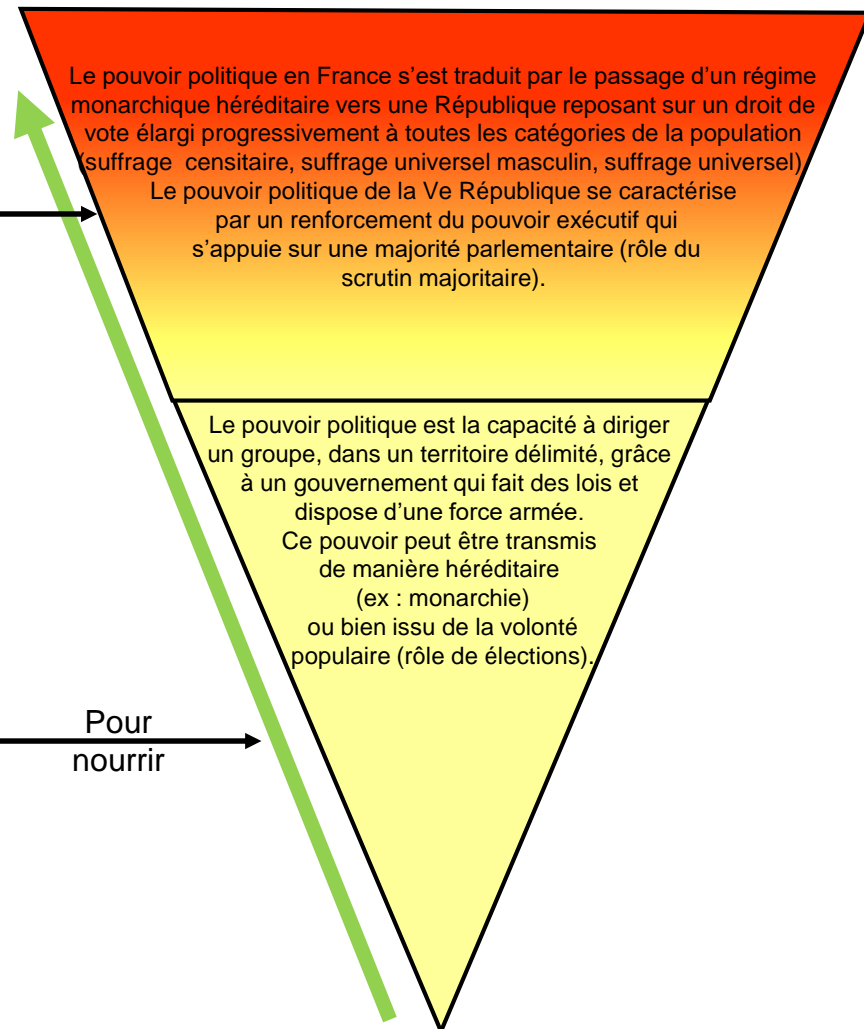 Le pouvoir politique en France s’est traduit par le passage d’un régime
monarchique héréditaire vers une République reposant sur un droit de
vote élargi progressivement à toutes les catégories de la population
(suffrage censitaire, suffrage universel masculin, suffrage universel)
Le pouvoir politique de la Ve République se caractérise
par un renforcement du pouvoir exécutif qui
s’appuie sur une majorité parlementaire (rôle du
scrutin majoritaire).
Le pouvoir politique est la capacité à diriger
un groupe, dans un territoire délimité, grâce
à un gouvernement qui fait des lois et
dispose d’une force armée.
Ce pouvoir peut être transmis
de manière héréditaire
(ex : monarchie)
ou bien issu de la volonté
populaire (rôle de élections).
Pour
nourrir